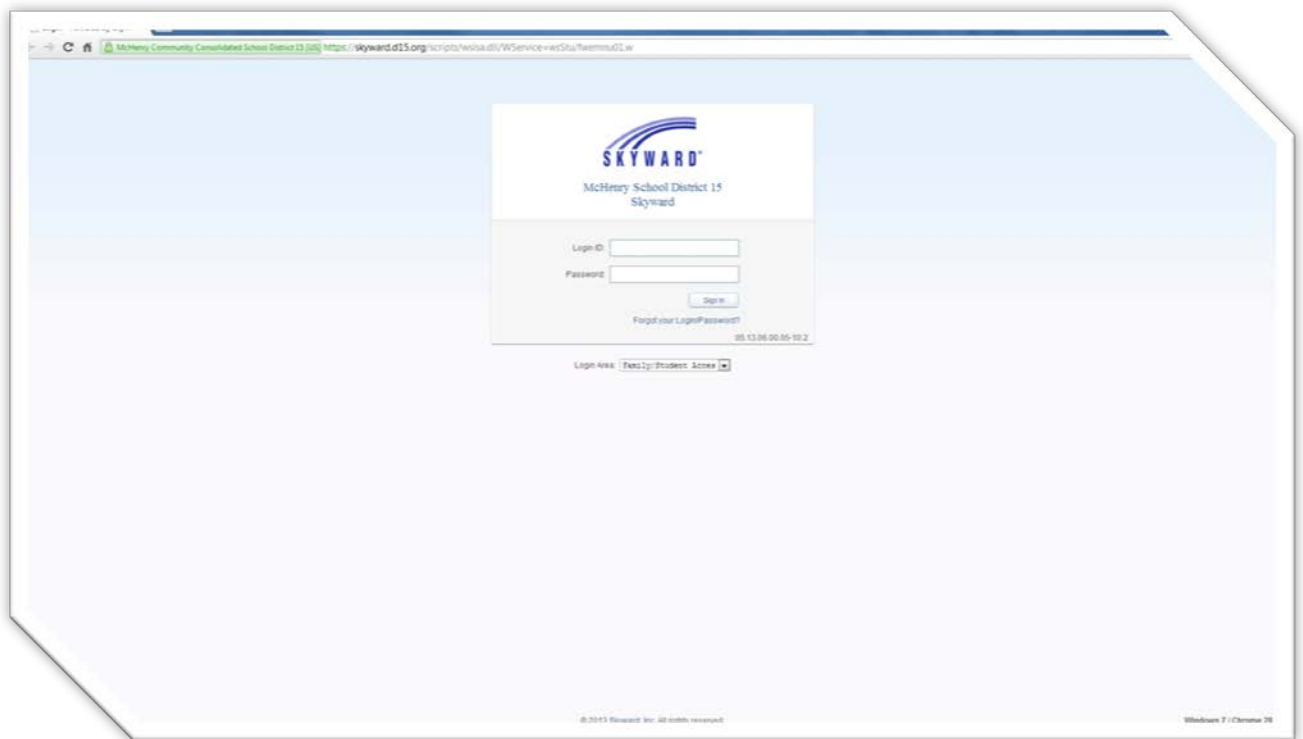 McHenry Community Consolidated School District 15 [US] https://skyward.d15.org/scripts/wsisa.dll/WService=wsStu/fwemnu01.w
SKYWARD
McHenry School District 15
Skyward
Login ID:
Password:
Sign In
Forgot your Login/Password?
05.13.06.00.05-10.2
Login Area: Family/Student Acces
© 2013 Skyward, Inc. All rights reserved.
Windows 7 / Chrome 28